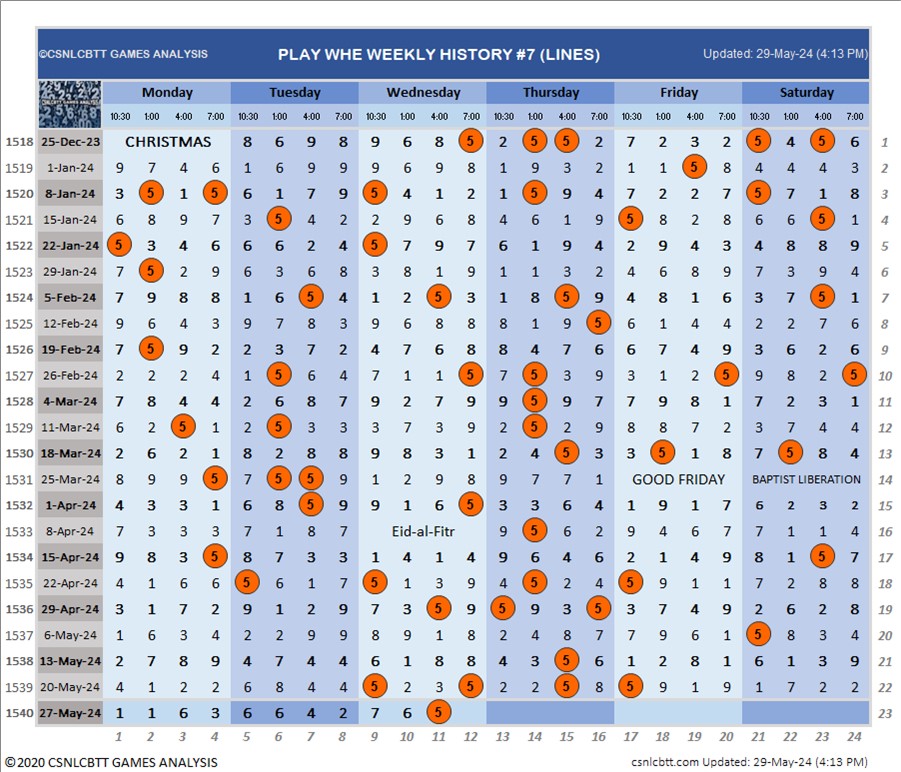 ©CSNLCBTT GAMES ANALYSIS PLAY WHE WEEKLY HISTORY #7 (LINES) Updated: 29-May-24 (4:13 PM)
CSNLCBTT GAMES ANALYSIS Monday Tuesday Wednesday Thursday Friday Saturday
10:30 1:00 4:00 7:00 10:30 1:00 4:00 7:00 10:30 1:00 4:00 7:00 10:30 1:00 4:00 7:00 10:30 1:00 4:00 7:00 10:30 1:00 4:00 7:00
1518 25-Dec-23 CHRISTMAS 8 6 9 8 9 6 8 5 2 5 5 2 7 2 3 2 5 4 5 6 1
1519 1-Jan-24 9 7 4 6 1 6 9 9 9 6 9 8 1 9 3 2 1 1 5 8 4 4 4 3 2
1520 8-Jan-24 3 5 1 5 6 1 7 9 5 4 1 2 1 5 9 4 7 7 2 2 5 7 1 8 3
1521 15-Jan-24 6 8 9 7 3 5 4 2 2 9 6 8 4 6 1 9 5 8 2 8 6 6 5 1 4
1522 22-Jan-24 5 3 4 6 6 6 2 4 5 7 9 7 6 1 9 4 2 9 4 3 4 8 8 9 5
1523 29-Jan-24 7 5 2 9 6 3 6 8 3 8 1 9 1 1 3 2 4 6 8 9 7 3 9 4 6
1524 5-Feb-24 7 9 8 8 1 6 5 4 1 2 5 3 1 8 5 9 4 8 1 6 3 7 5 1 7
1525 12-Feb-24 9 6 4 3 9 7 8 3 9 6 8 8 8 1 9 5 6 1 2 4 2 2 7 6 8
1526 19-Feb-24 7 5 9 2 2 3 7 2 4 7 6 8 8 4 7 6 6 7 4 9 3 6 2 6 9
1527 26-Feb-24 2 2 2 4 1 5 6 4 7 1 1 5 7 5 3 9 3 1 2 5 9 8 2 5 10
1528 4-Mar-24 7 8 4 4 2 6 8 7 9 2 7 9 9 5 9 7 7 9 8 1 7 2 3 1 11
1529 11-Mar-24 6 2 5 1 2 5 3 3 3 7 3 9 2 5 2 9 8 8 7 2 3 7 4 4 12
1530 18-Mar-24 2 6 2 1 8 2 8 8 9 8 3 1 2 4 5 3 3 5 1 8 7 5 8 4 13
1531 25-Mar-24 8 9 9 5 7 5 5 9 1 2 9 8 9 7 7 1 GOOD FRIDAY BAPTIST LIBERATION 14
1532 1-Apr-24 4 3 3 1 6 8 5 9 9 1 6 5 3 3 6 4 1 9 1 7 6 2 3 2 15
1533 8-Apr-24 7 3 3 3 7 1 8 7 Eid-al-Fitr 9 5 6 2 9 4 6 7 7 1 1 4 16
1534 15-Apr-24 9 8 3 5 8 7 3 3 1 4 1 4 9 6 4 6 2 1 4 9 8 1 5 7 17
1535 22-Apr-24 4 1 6 6 5 6 1 7 5 1 3 9 4 5 2 4 5 9 1 1 7 2 8 8 18
1536 29-Apr-24 3 1 7 2 9 1 2 9 7 3 5 9 5 9 3 5 3 7 4 9 2 6 2 8 19
1537 6-May-24 1 6 3 4 2 2 9 9 8 9 1 8 2 4 8 7 7 9 6 1 5 8 3 4 20
1538 13-May-24 2 7 8 9 4 7 4 4 6 1 8 8 4 3 5 6 1 2 8 1 6 1 3 9 21
1539 20-May-24 4 1 2 2 6 8 4 4 5 2 3 5 2 2 5 8 5 9 1 9 1 7 2 2 22
1540 27-May-24 1 1 6 3 6 6 4 2 7 6 5 23
1 2 3 4 5 6 7 8 9 10 11 12 13 14 15 16 17 18 19 20 21 22 23 24
©2020 CSNLCBTT GAMES ANALYSIS csnlcbtt.com Updated: 29-May-24 (4:13 PM)